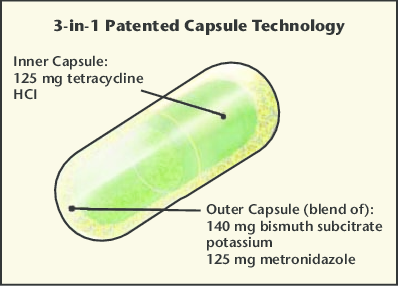 3-in-1 Patented Capsule Technology
Inner Capsule:
125 mg tetracycline
HCI
Outer Capsule (blend of):
140 mg bismuth subcitrate
potassium
125 mg metronidazole